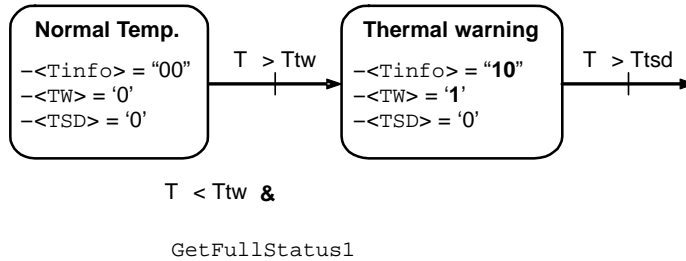 Normal Temp.
–<Tinfo> = “00”
–<TW> = ‘0’
–<TSD> = ‘0’
T > Ttw
Thermal warning
–<Tinfo> = “10”
–<TW> = ‘1’
–<TSD> = ‘0’
T > Ttsd
T < Ttw &
GetFullStatus1